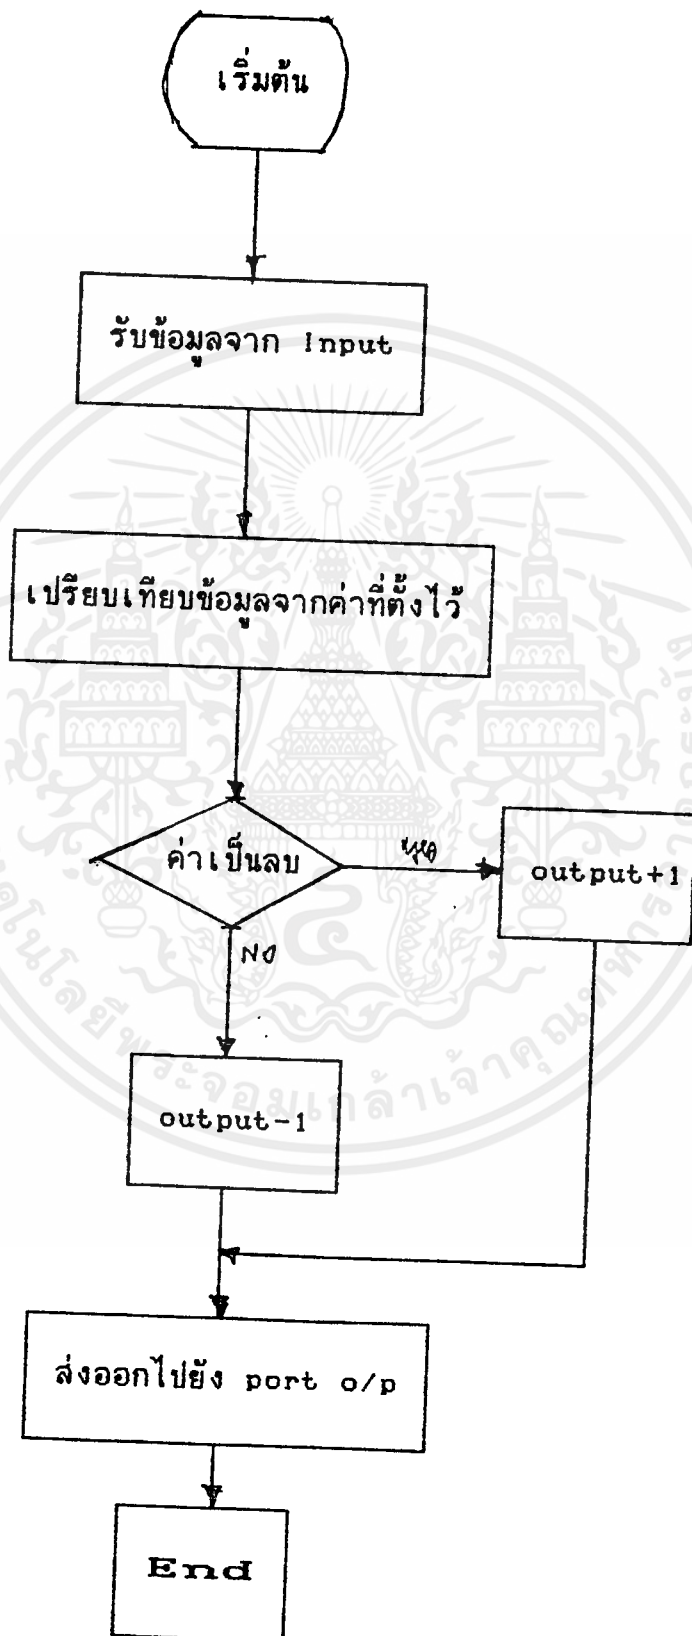 เริ่มต้น
รับข้อมูลจาก Input
เปรียบเทียบข้อมูลจากค่าที่ตั้งไว้
ค่าเป็นลบ
output+1
NO
output-1
ส่งออกไปยัง port o/p
End